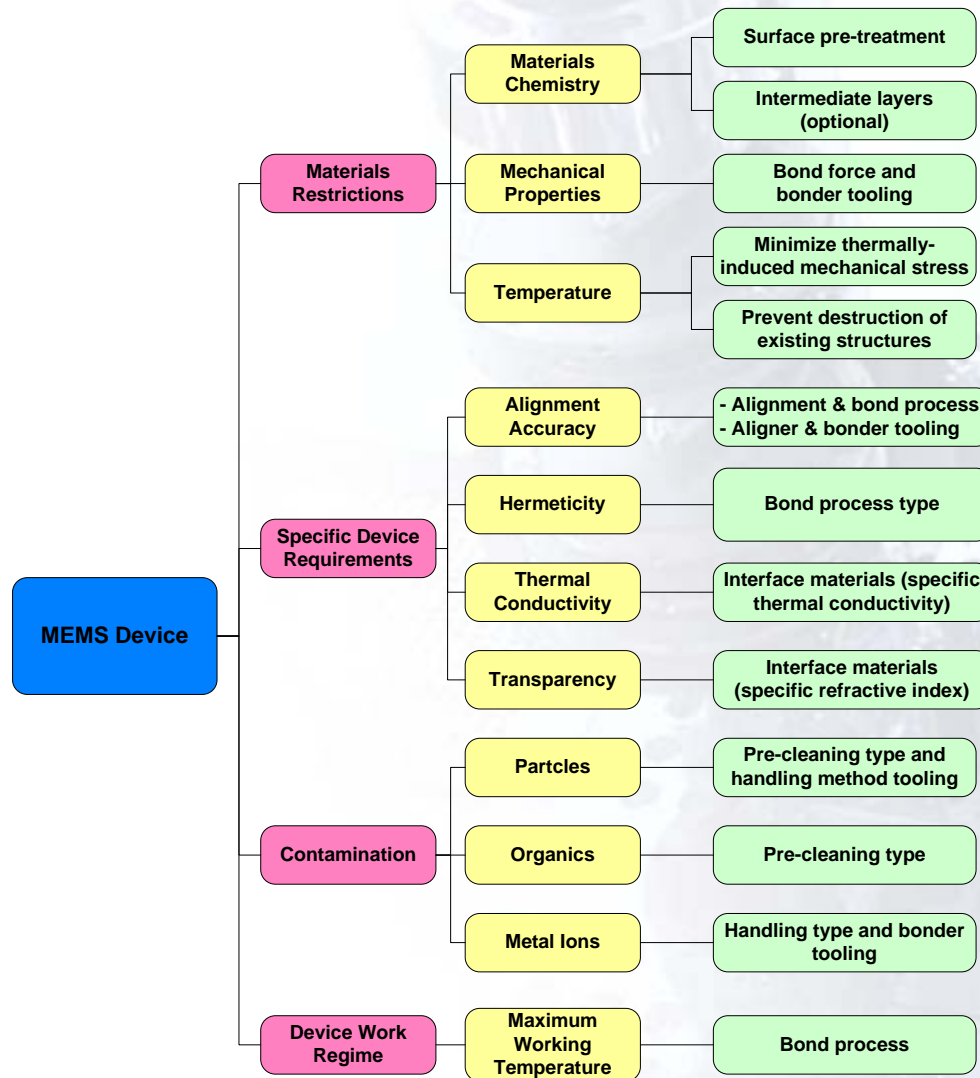 Surface pre-treatment
Materials
Chemistry
Intermediate layers
(optional)
Materials
Restrictions
Mechanical
Properties
Bond force and
bonder tooling
Minimize thermally-
induced mechanical stress
Temperature
Prevent destruction of
existing structures
Alignment
Accuracy
- Alignment & bond process
- Aligner & bonder tooling
Hermeticity
Bond process type
Specific Device
Requirements
Thermal
Conductivity
Interface materials (specific
thermal conductivity)
MEMS Device
Transparency
Interface materials
(specific refractive index)
Partcles
Pre-cleaning type and
handling method tooling
Contamination
Organics
Pre-cleaning type
Metal Ions
Handling type and bonder
tooling
Device Work
Regime
Maximum
Working
Temperature
Bond process